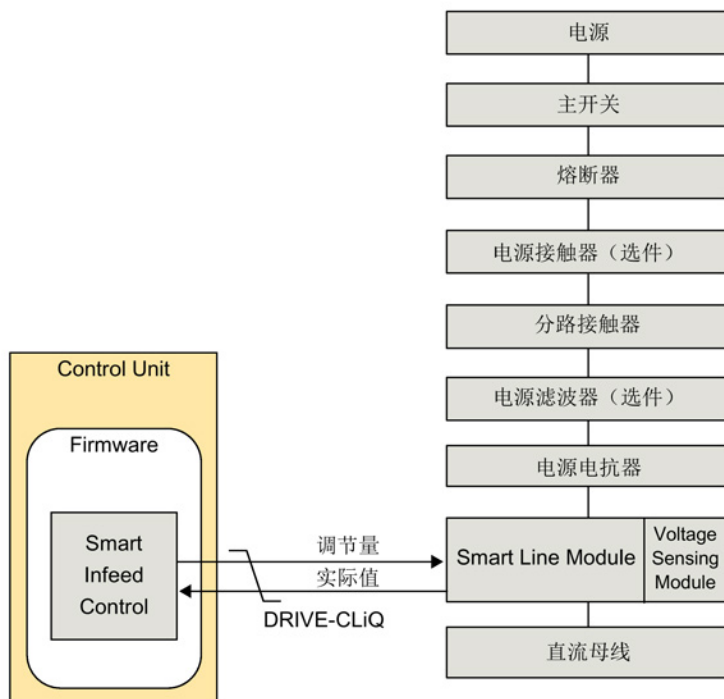 电源
主开关
熔断器
电源接触器（选件）
分路接触器
电源滤波器（选件）
电源电抗器
Control Unit
Firmware
Smart
Infeed
Control
调节量
实际值
DRIVE-CLiQ
Smart Line Module
Voltage
Sensing
Module
直流母线